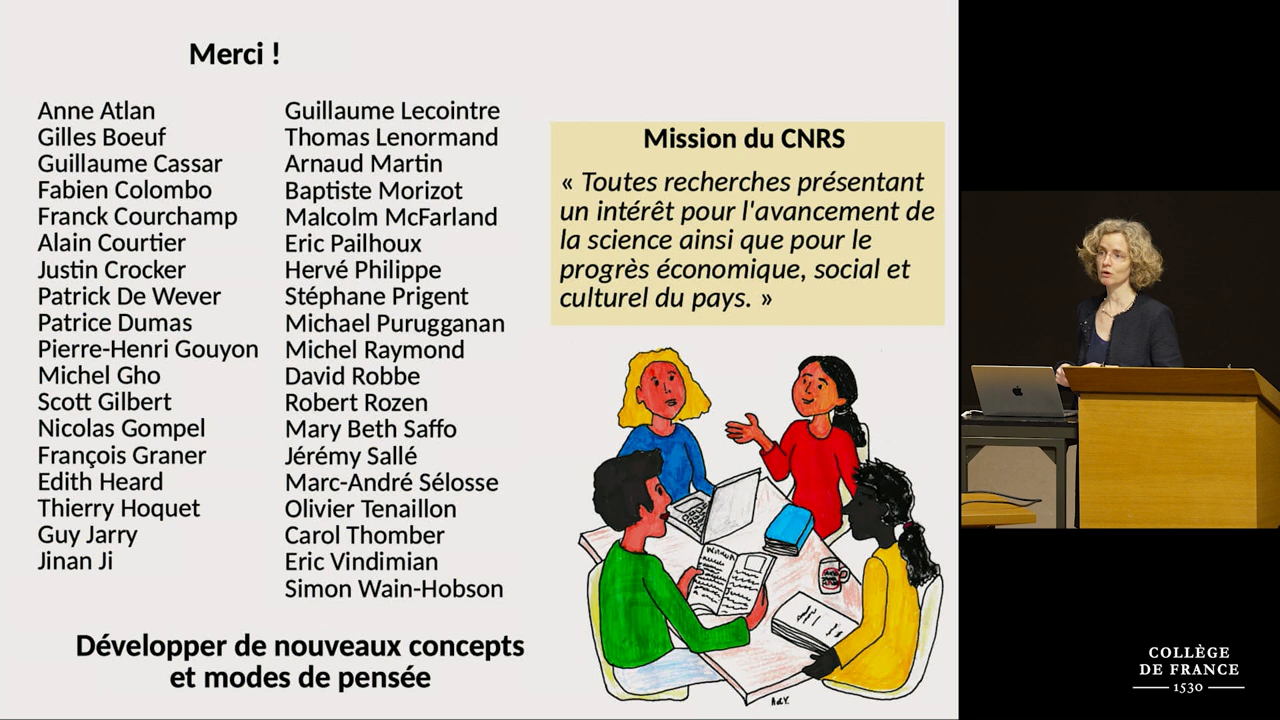 Merci !
Anne Atlan
Gilles Boeuf
Guillaume Cassar
Fabien Colombo
Franck Courchamp
Alain Courtier
Justin Crocker
Patrick De Wever
Patrice Dumas
Pierre-Henri Gouyon
Michel Gho
Scott Gilbert
Nicolas Gompel
François Graner
Edith Heard
Thierry Hoquet
Guy Jarry
Jinan Ji
Guillaume Lecointre
Thomas Lenormand
Arnaud Martin
Baptiste Morizot
Malcolm McFarland
Eric Pailhoux
Hervé Philippe
Stéphane Prigent
Michael Purugganan
Michel Raymond
David Robbe
Robert Rozen
Mary Beth Saffo
Jérémy Sallé
Marc-André Sélosse
Olivier Tenaillon
Carol Thomber
Eric Vindimian
Simon Wain-Hobson
Développer de nouveaux concepts
et modes de pensée
Mission du CNRS
« Toutes recherches présentant
un intérêt pour l'avancement de
la science ainsi que pour le
progrès économique, social et
culturel du pays. »
COLLÈGE
DE FRANCE
1530